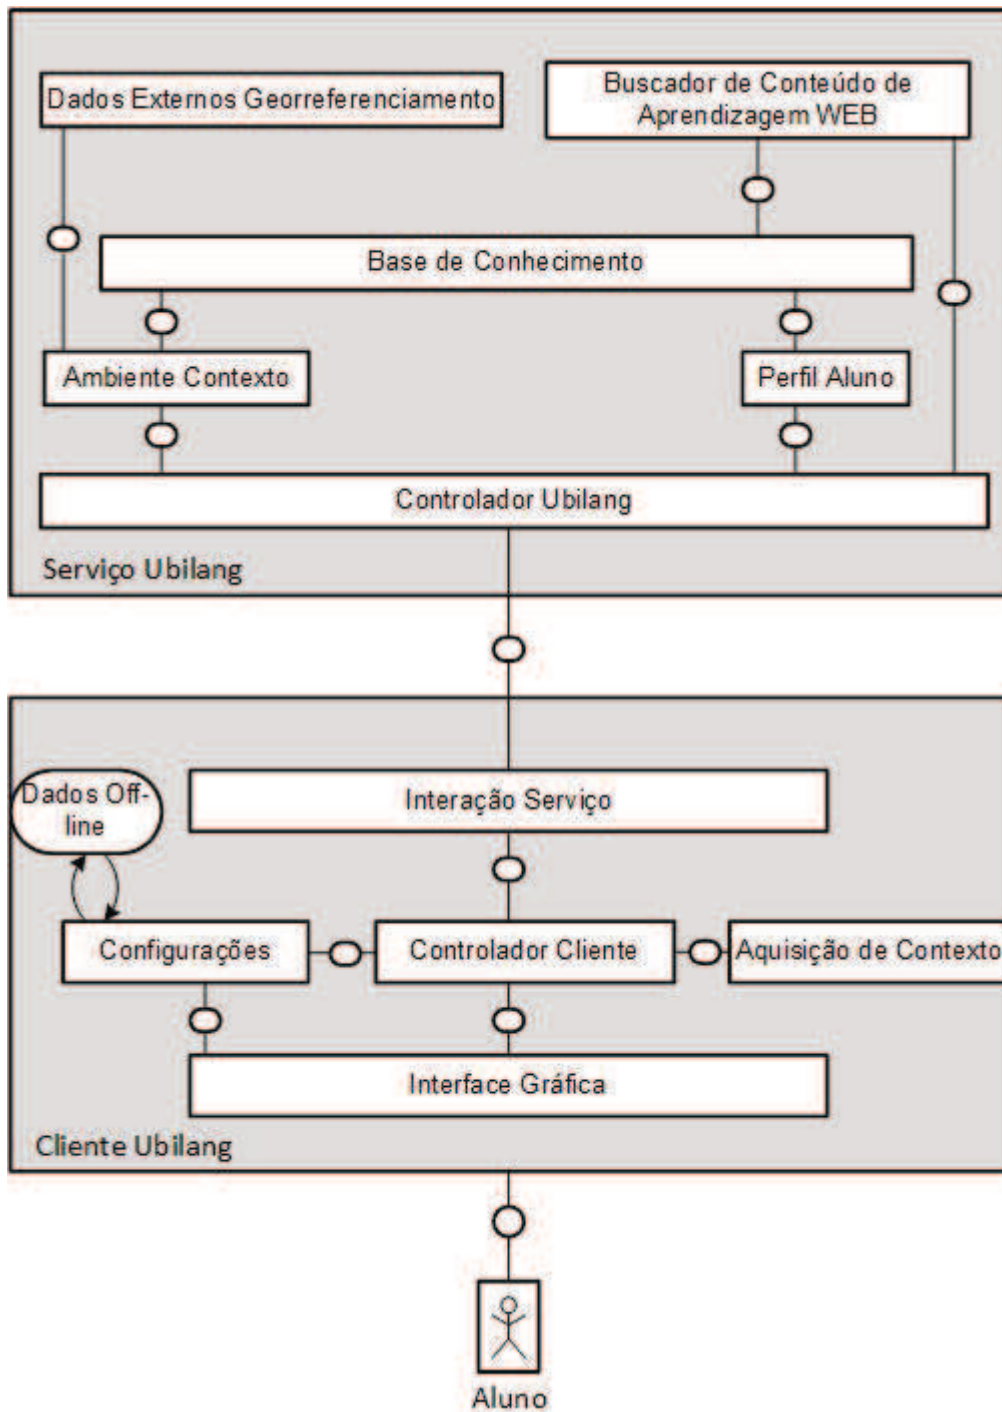 Dados Externos Georreferenciamento
Buscador de Conteúdo de
Aprendizagem WEB
Base de Conhecimento
Ambiente Contexto
Perfil Aluno
Controlador Ubilang
Serviço Ubilang
Dados Off-
line
Interação Serviço
Configurações
Controlador Cliente
Aquisição de Contexto
Interface Gráfica
Cliente Ubilang
Aluno